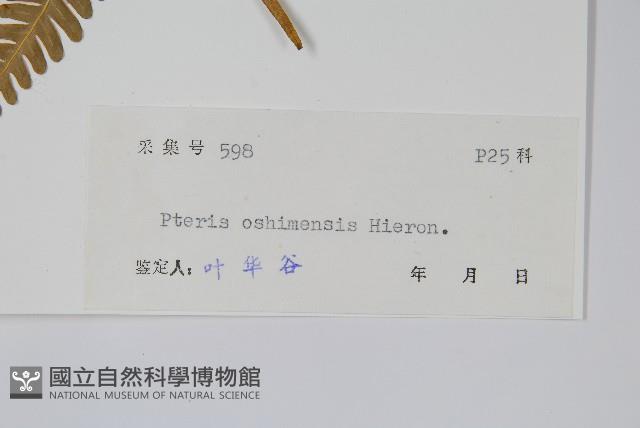 采集号 598 P25科
Pteris oshimensis Hieron.
鉴定人: 叶华谷 年 月 日
國立自然科學博物館
NATIONAL MUSEUM OF NATURAL SCIENCE